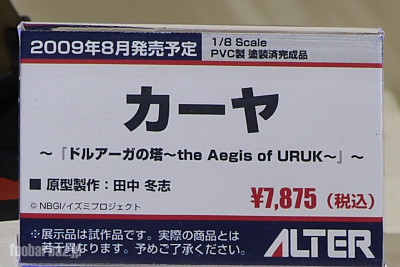 2009年8月発売予定
1/8 Scale
PVC製 塗装済完成品
カーヤ
～『ドルアーガの塔～the Aegis of URUK～』～
■ 原型製作：田中 冬志
¥7,875（税込）
© NBGI/イズミプロジェクト
※展示品は試作品です。実際の商品とは
若干異なります。予めご了承ください。
ALTER
foobarbaz.jp